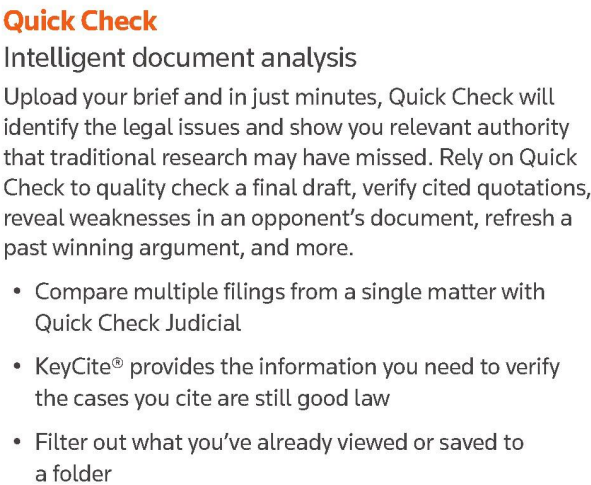 Quick Check
Intelligent document analysis
Upload your brief and in just minutes, Quick Check will
identify the legal issues and show you relevant authority
that traditional research may have missed. Rely on Quick
Check to quality check a final draft, verify cited quotations,
reveal weaknesses in an opponent’s document, refresh a
past winning argument, and more.
• Compare multiple filings from a single matter with
Quick Check Judicial
• KeyCite® provides the information you need to verify
the cases you cite are still good law
• Filter out what you’ve already viewed or saved to
a folder